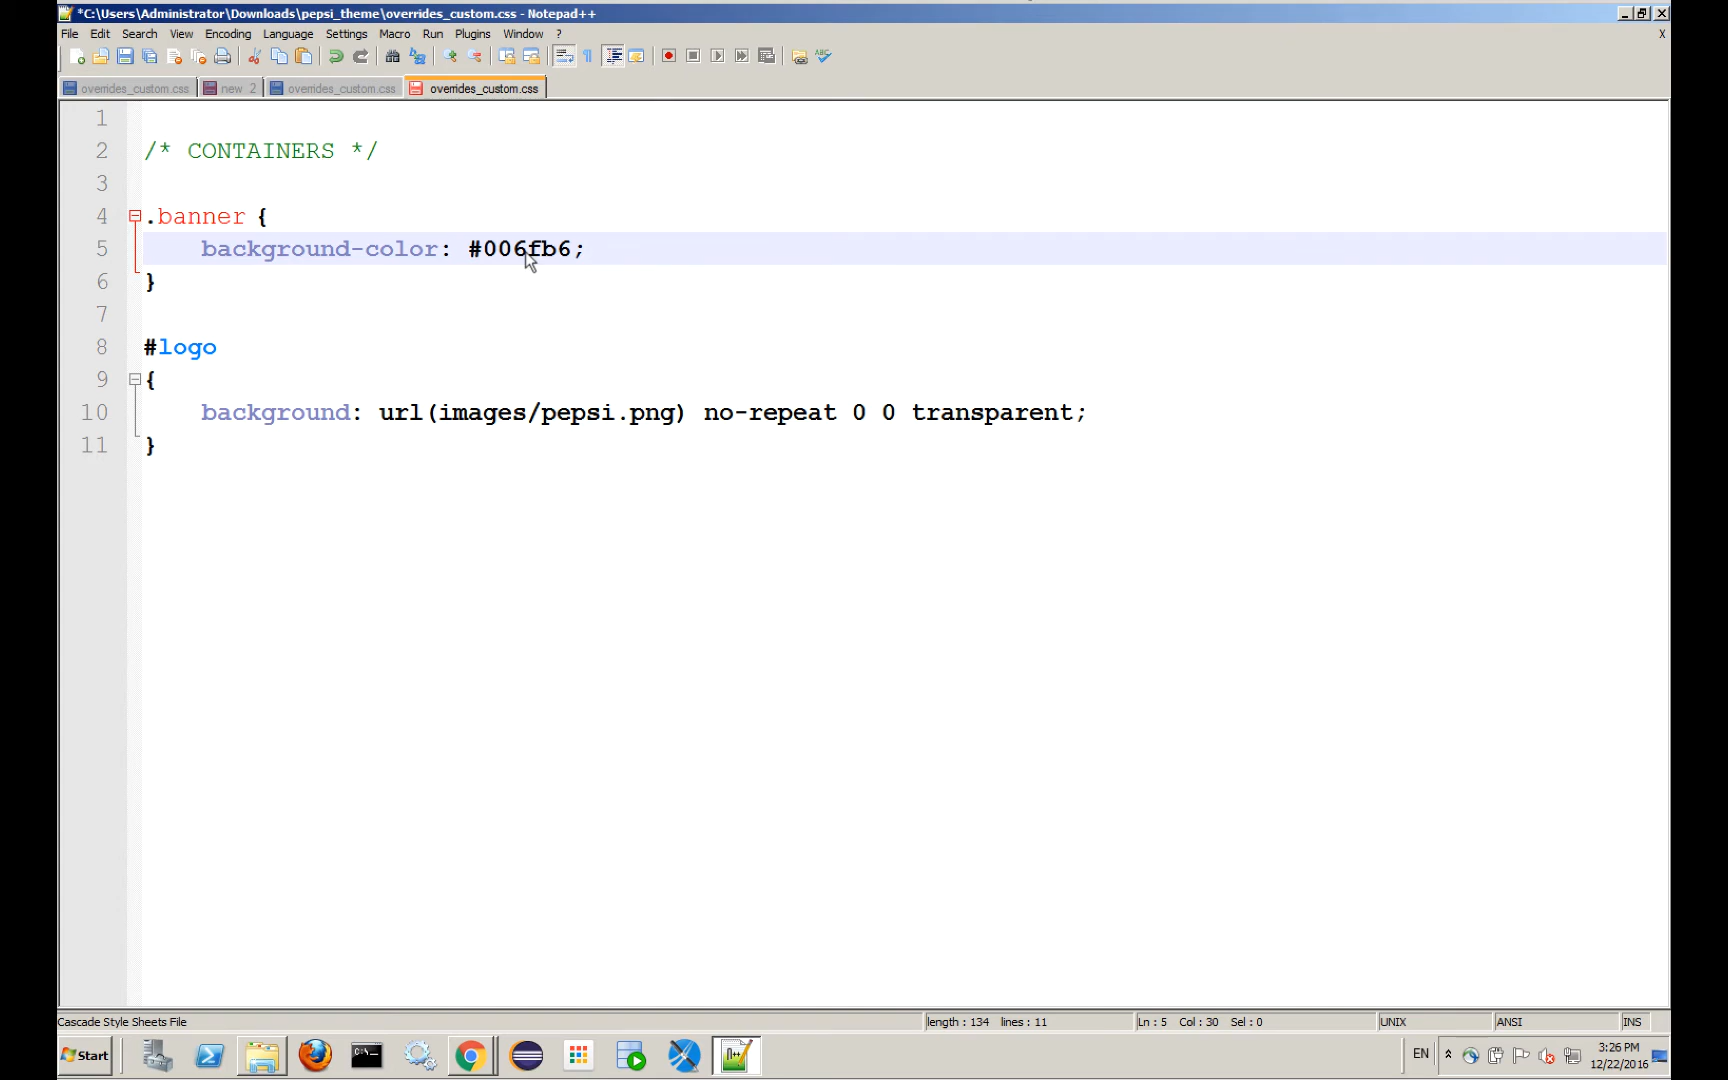 *C:\Users\Administrator\Downloads\pepsi_theme\overrides_custom.css - Notepad++
File Edit Search View Encoding Language Settings Macro Run Plugins Window ? X
overrides_custom.css new 2 overrides_custom.css overrides_custom.css
1
2 /* CONTAINERS */
3
4 .banner {
5 background-color: #006fb6;
6 }
7
8 #logo
9 {
10 background: url(images/pepsi.png) no-repeat 0 0 transparent;
11 }
Cascade Style Sheets File length : 134 lines : 11 Ln : 5 Col : 30 Sel : 0 UNIX ANSI INS
Start EN 3:26 PM
12/22/2016